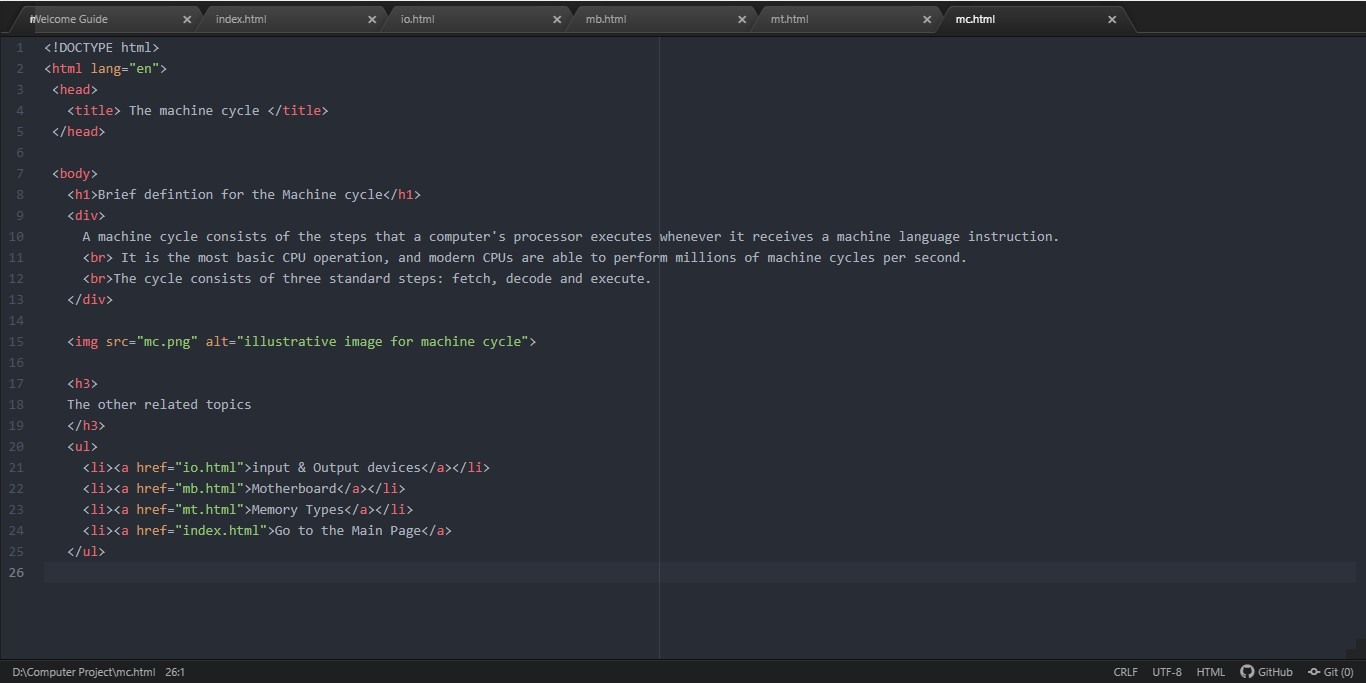 Welcome Guide index.html io.html mb.html mt.html mc.html
1 <!DOCTYPE html>
2 <html lang="en">
3 <head>
4 <title> The machine cycle </title>
5 </head>
6
7 <body>
8 <h1>Brief defintion for the Machine cycle</h1>
9 <div>
10 A machine cycle consists of the steps that a computer's processor executes whenever it receives a machine language instruction.
11 <br> It is the most basic CPU operation, and modern CPUs are able to perform millions of machine cycles per second.
12 <br>The cycle consists of three standard steps: fetch, decode and execute.
13 </div>
14
15 <img src="mc.png" alt="illustrative image for machine cycle">
16
17 <h3>
18 The other related topics
19 </h3>
20 <ul>
21 <li><a href="io.html">input & Output devices</a></li>
22 <li><a href="mb.html">Motherboard</a></li>
23 <li><a href="mt.html">Memory Types</a></li>
24 <li><a href="index.html">Go to the Main Page</a>
25 </ul>
26
D:\Computer Project\mc.html 26:1 CRLF UTF-8 HTML GitHub Git (0)